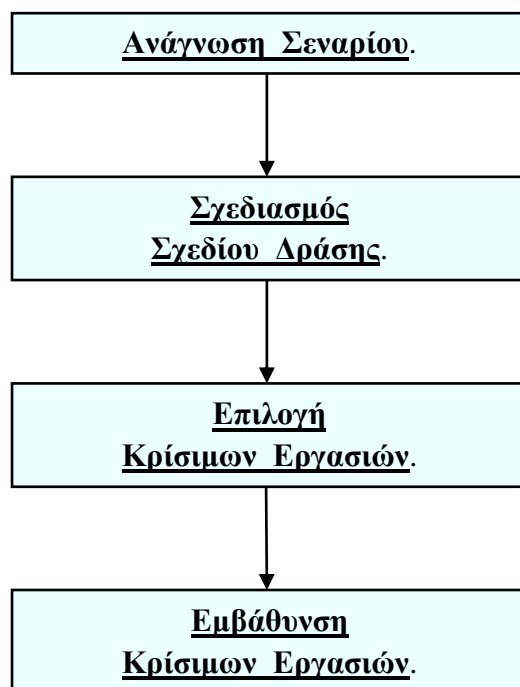 Ανάγνωση Σεναρίου.
Σχεδιασμός
Σχεδίου Δράσης.
Επιλογή
Κρίσιμων Εργασιών.
Εμβάθυνση
Κρίσιμων Εργασιών.